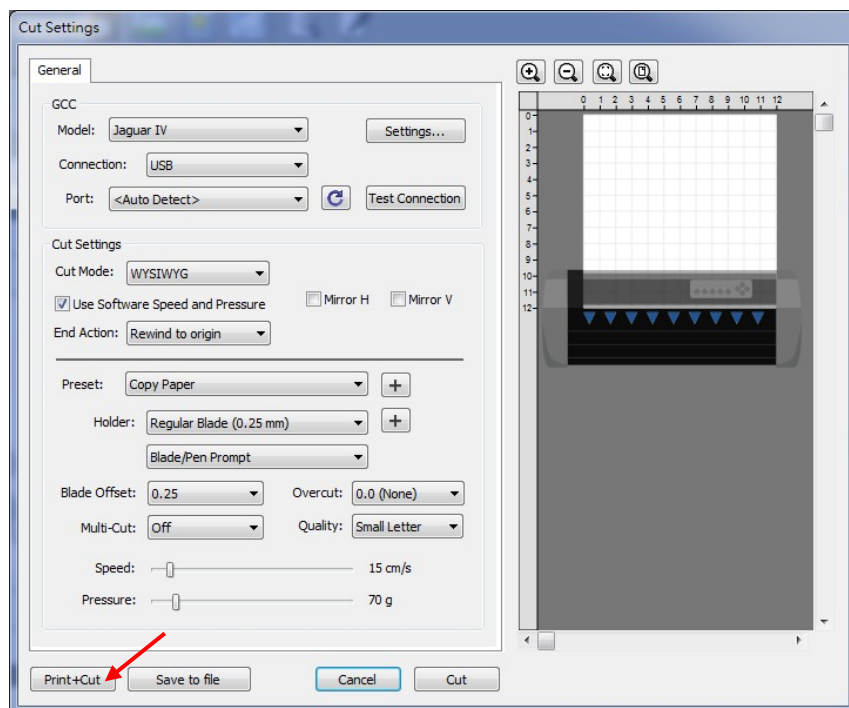 Cut Settings
General
GCC
Model: Jaguar IV Settings...
Connection: USB
Port: <Auto Detect> Test Connection
Cut Settings
Cut Mode: WYSIWYG
Use Software Speed and Pressure Mirror H Mirror V
End Action: Rewind to origin
Preset: Copy Paper +
Holder: Regular Blade (0.25 mm) +
Blade/Pen Prompt
Blade Offset: 0.25 Overcut: 0.0 (None)
Multi-Cut: Off Quality: Small Letter
Speed: 15 cm/s
Pressure: 70 g
Print+Cut Save to file Cancel Cut
0 1 2 3 4 5 6 7 8 9 10 11 12
0
1
2
3
4
5
6
7
8
9
10
11
12